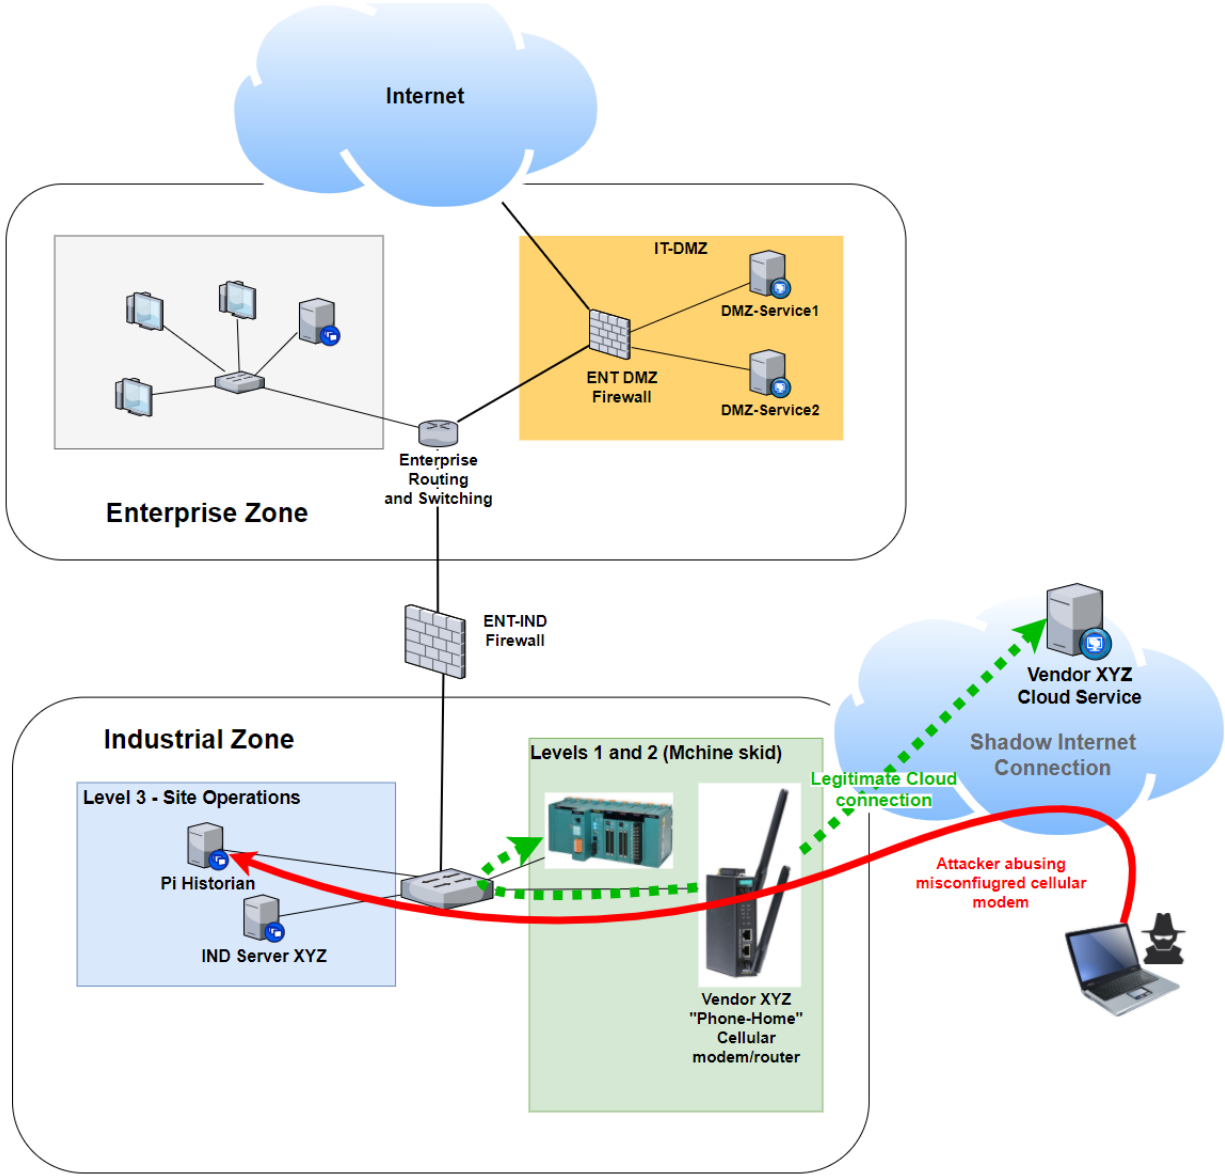 Internet
IT-DMZ
DMZ-Service1
ENT DMZ
Firewall
DMZ-Service2
Enterprise
Routing
and Switching
Enterprise Zone
ENT-IND
Firewall
Vendor XYZ
Cloud Service
Shadow Internet
Connection
Industrial Zone
Levels 1 and 2 (Mchine skid)
Legitimate Cloud
connection
Level 3 - Site Operations
Pi Historian
IND Server XYZ
Attacker abusing
misconfiugred cellular
modem
Vendor XYZ
"Phone-Home"
Cellular
modem/router